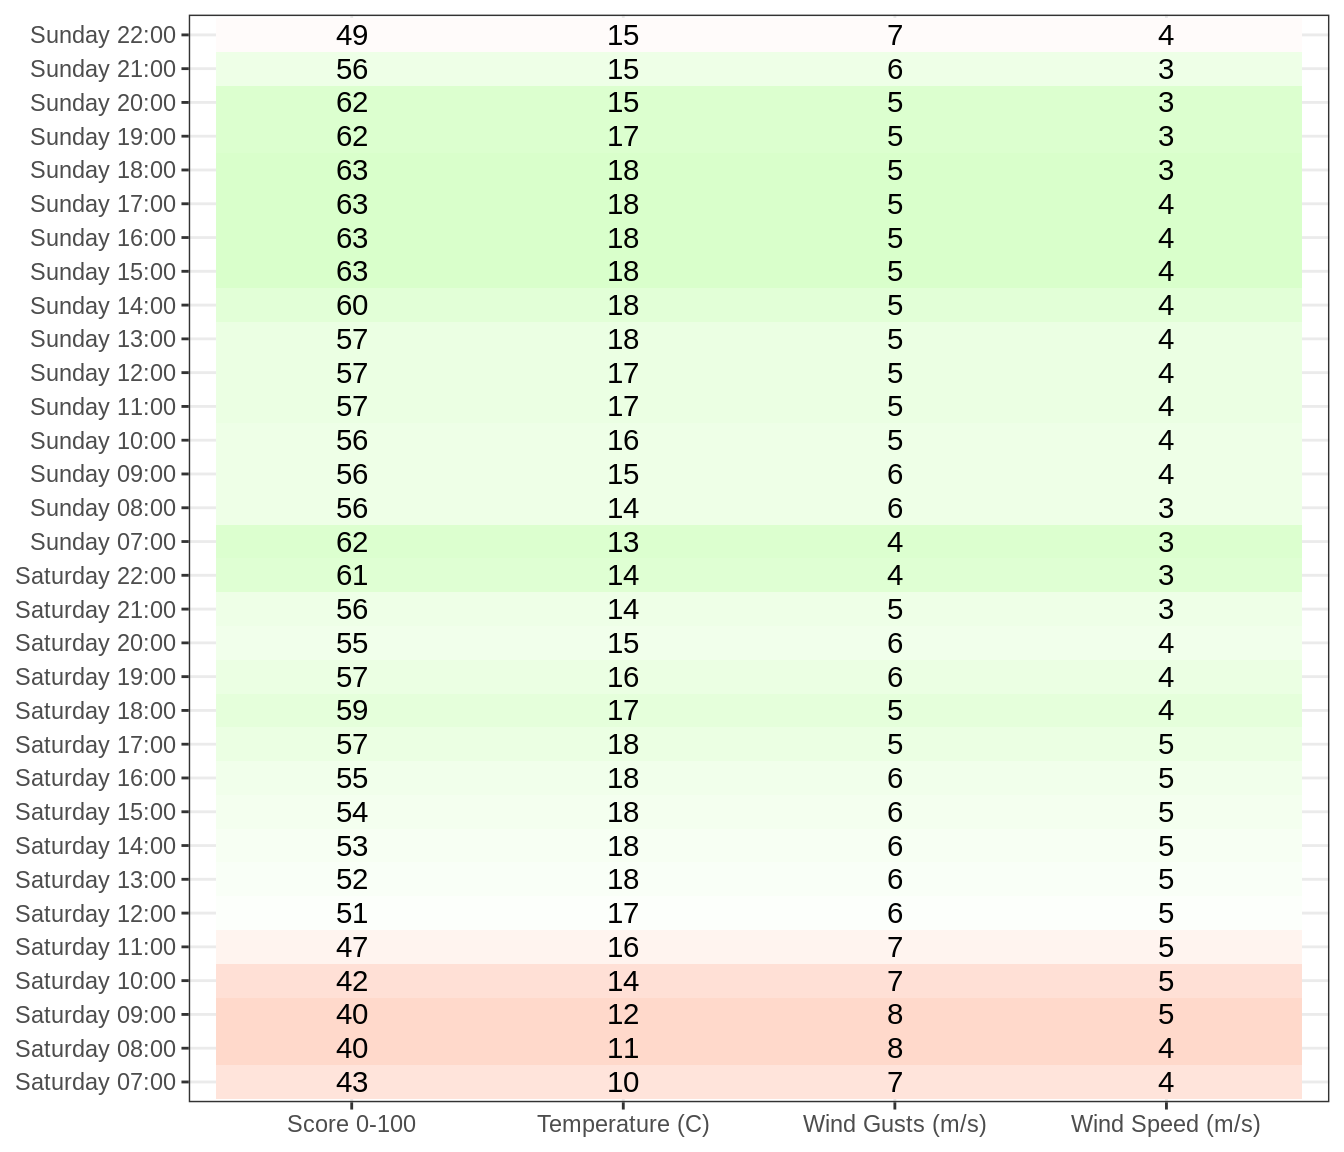 Sunday 22:00 49 15 7 4
Sunday 21:00 56 15 6 3
Sunday 20:00 62 15 5 3
Sunday 19:00 62 17 5 3
Sunday 18:00 63 18 5 3
Sunday 17:00 63 18 5 4
Sunday 16:00 63 18 5 4
Sunday 15:00 63 18 5 4
Sunday 14:00 60 18 5 4
Sunday 13:00 57 18 5 4
Sunday 12:00 57 17 5 4
Sunday 11:00 57 17 5 4
Sunday 10:00 56 16 5 4
Sunday 09:00 56 15 6 4
Sunday 08:00 56 14 6 3
Sunday 07:00 62 13 4 3
Saturday 22:00 61 14 4 3
Saturday 21:00 56 14 5 3
Saturday 20:00 55 15 6 4
Saturday 19:00 57 16 6 4
Saturday 18:00 59 17 5 4
Saturday 17:00 57 18 5 5
Saturday 16:00 55 18 6 5
Saturday 15:00 54 18 6 5
Saturday 14:00 53 18 6 5
Saturday 13:00 52 18 6 5
Saturday 12:00 51 17 6 5
Saturday 11:00 47 16 7 5
Saturday 10:00 42 14 7 5
Saturday 09:00 40 12 8 5
Saturday 08:00 40 11 8 4
Saturday 07:00 43 10 7 4
Score 0-100 Temperature (C) Wind Gusts (m/s) Wind Speed (m/s)